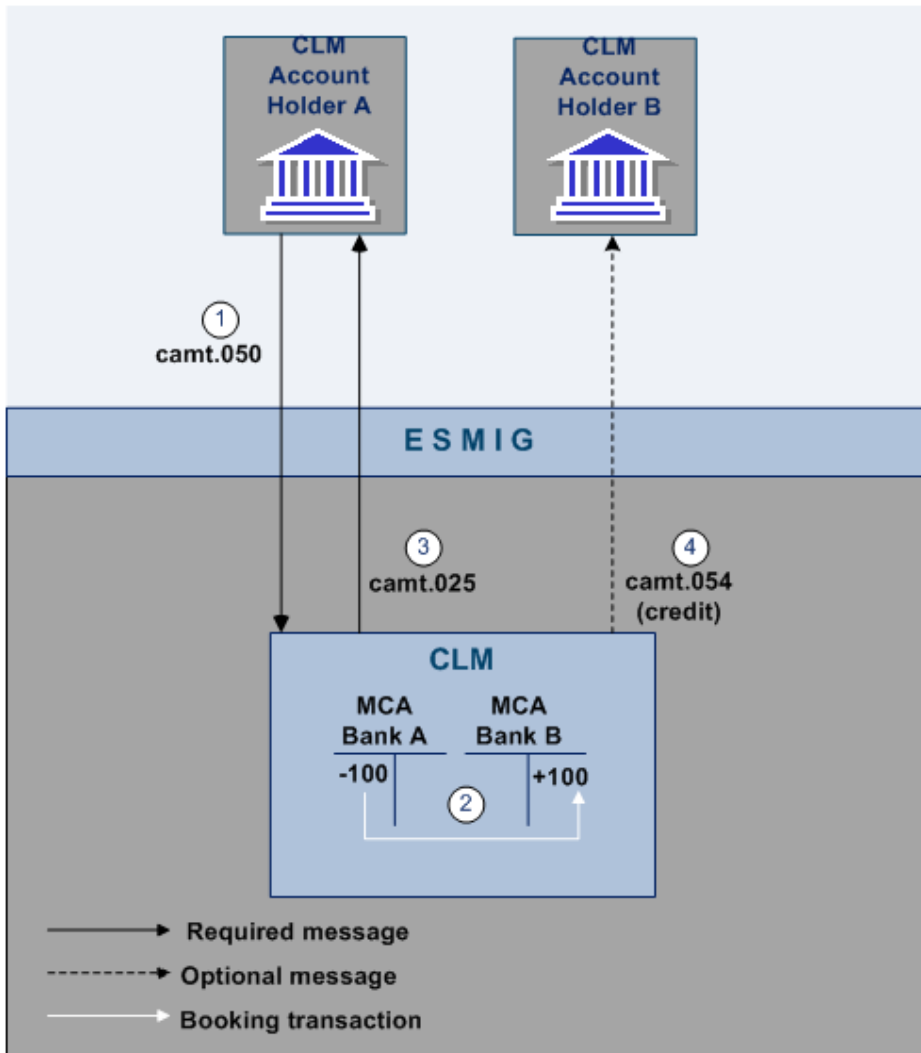 CLM
Account
Holder A
CLM
Account
Holder B
1
camt.050
E S M I G
3
camt.025
4
camt.054
(credit)
CLM
MCA
Bank A
MCA
Bank B
-100
+100
2
Required message
Optional message
Booking transaction